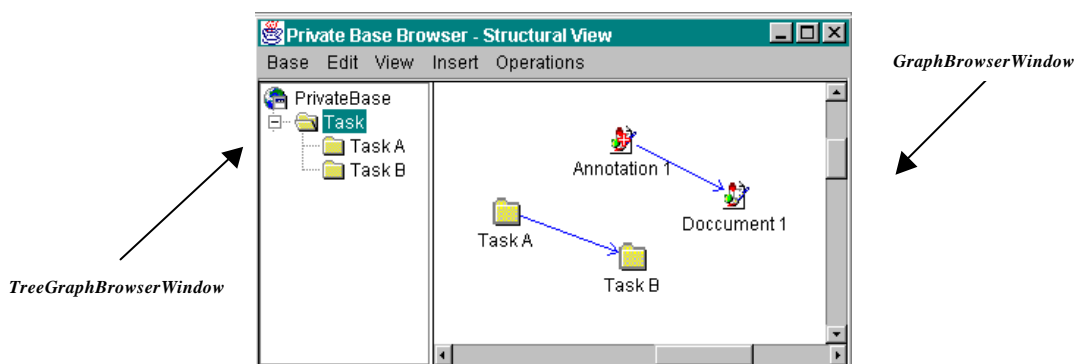 Private Base Browser - Structural View
Base Edit View Insert Operations
GraphBrowserWindow
PrivateBase
Task
Task A
Task B
Annotation 1
Doccument 1
Task A
Task B
TreeGraphBrowserWindow